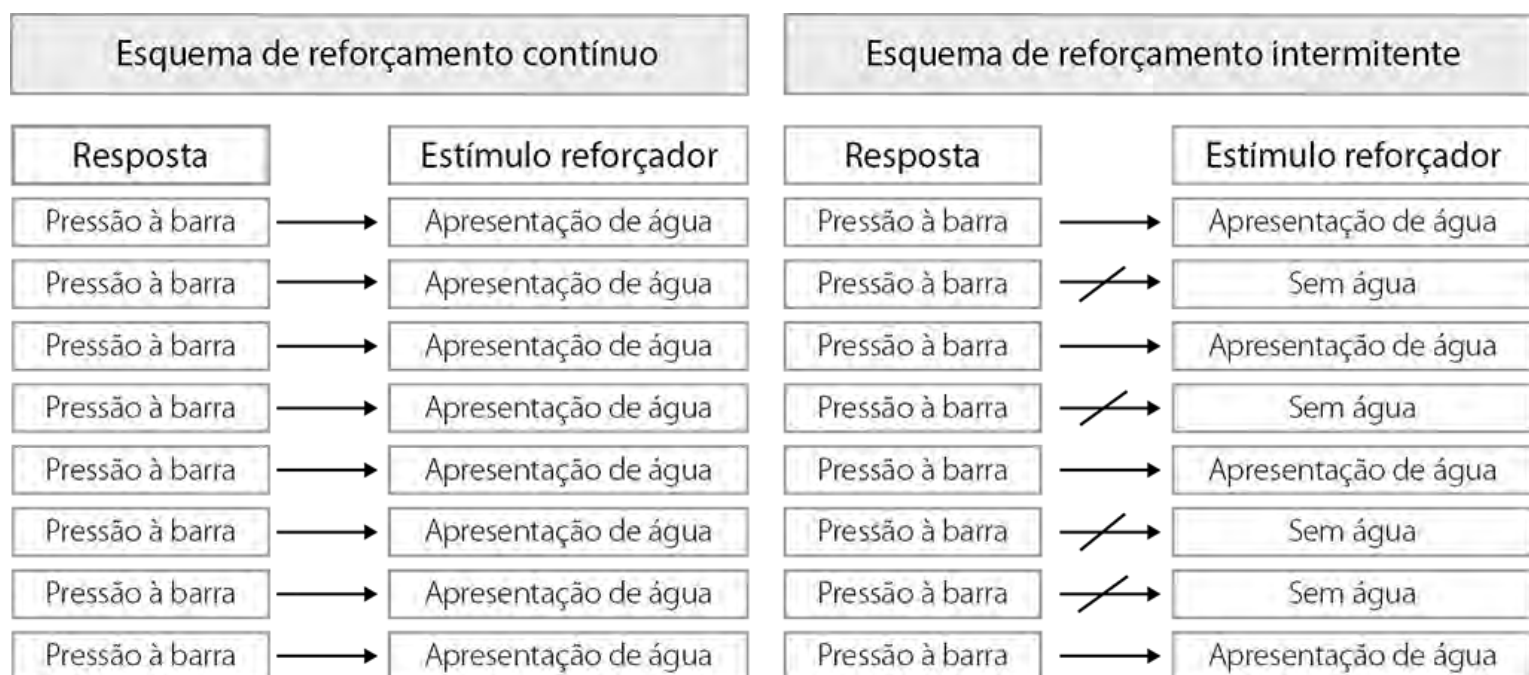 Esquema de reforçamento contínuo
Resposta Estímulo reforçador
Pressão à barra Apresentação de água
Pressão à barra Apresentação de água
Pressão à barra Apresentação de água
Pressão à barra Apresentação de água
Pressão à barra Apresentação de água
Pressão à barra Apresentação de água
Pressão à barra Apresentação de água
Pressão à barra Apresentação de água
Esquema de reforçamento intermitente
Resposta Estímulo reforçador
Pressão à barra Apresentação de água
Pressão à barra Sem água
Pressão à barra Apresentação de água
Pressão à barra Sem água
Pressão à barra Apresentação de água
Pressão à barra Sem água
Pressão à barra Sem água
Pressão à barra Apresentação de água